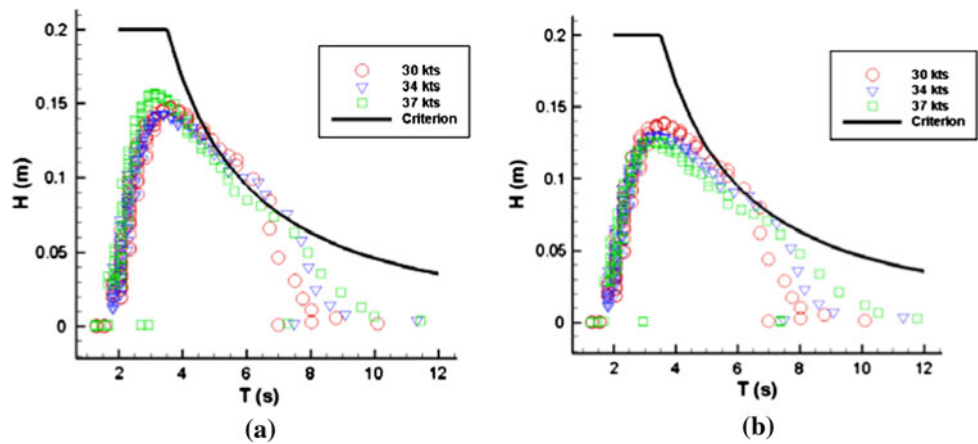 0.2
0.15
0.1
0.05
0
H (m)
30 kts
34 kts
37 kts
Criterion
2 4 6 8 10 12
T (s)
(a)
0.2
0.15
0.1
0.05
0
H (m)
30 kts
34 kts
37 kts
Criterion
2 4 6 8 10 12
T (s)
(b)